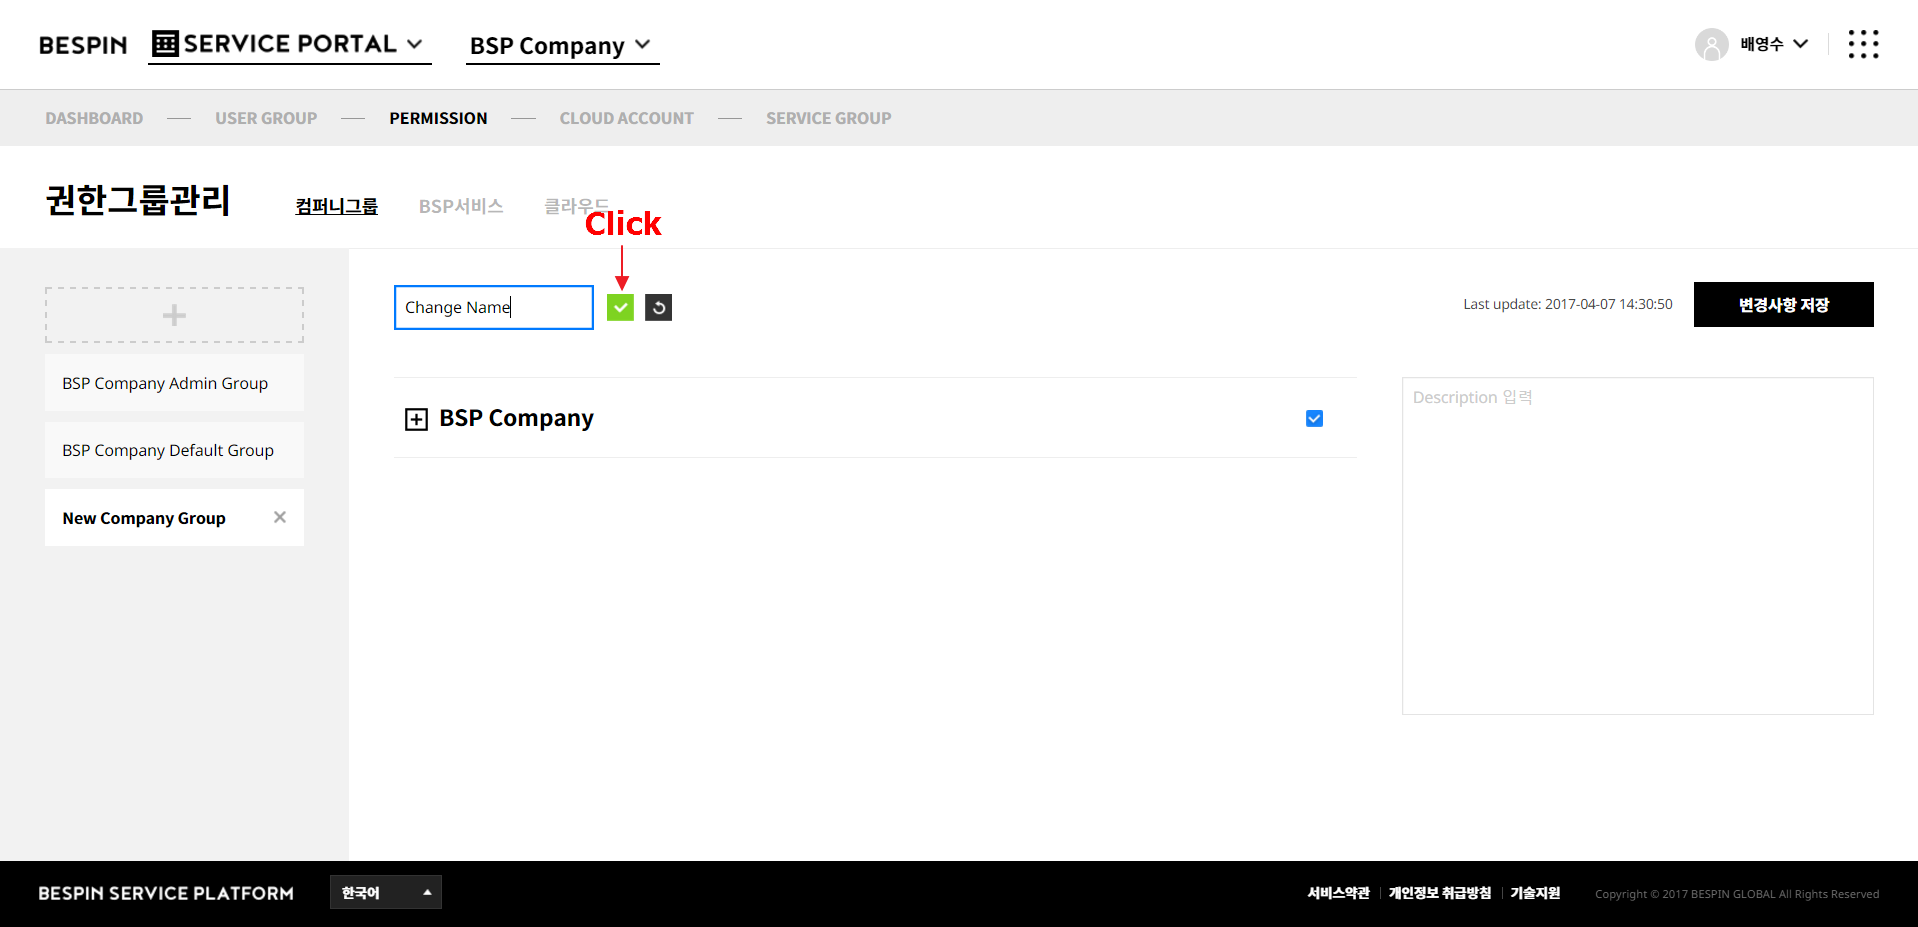 BESPIN SERVICE PORTAL BSP Company 배영수
DASHBOARD USER GROUP PERMISSION CLOUD ACCOUNT SERVICE GROUP
권한그룹관리 컴퍼니그룹 BSP서비스 클라우드
Click
Change Name Last update: 2017-04-07 14:30:50 변경사항 저장
BSP Company Admin Group
BSP Company Default Group
New Company Group
BSP Company
Description 입력
BESPIN SERVICE PLATFORM 한국어 서비스약관 개인정보 취급방침 기술지원 Copyright © 2017 BESPIN GLOBAL All Rights Reserved